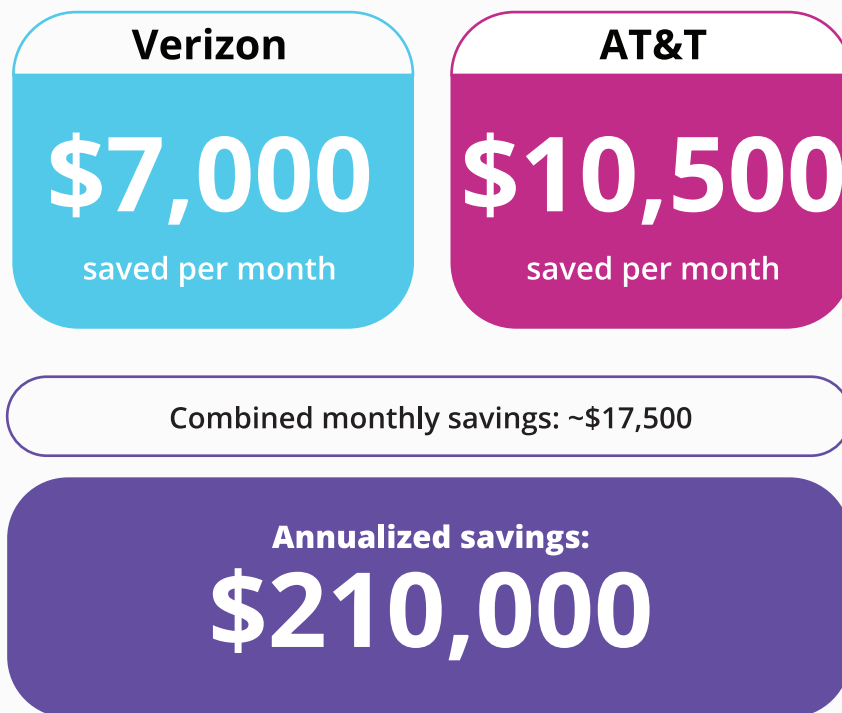 Verizon
$7,000
saved per month
AT&T
$10,500
saved per month
Combined monthly savings: ~$17,500
Annualized savings:
$210,000